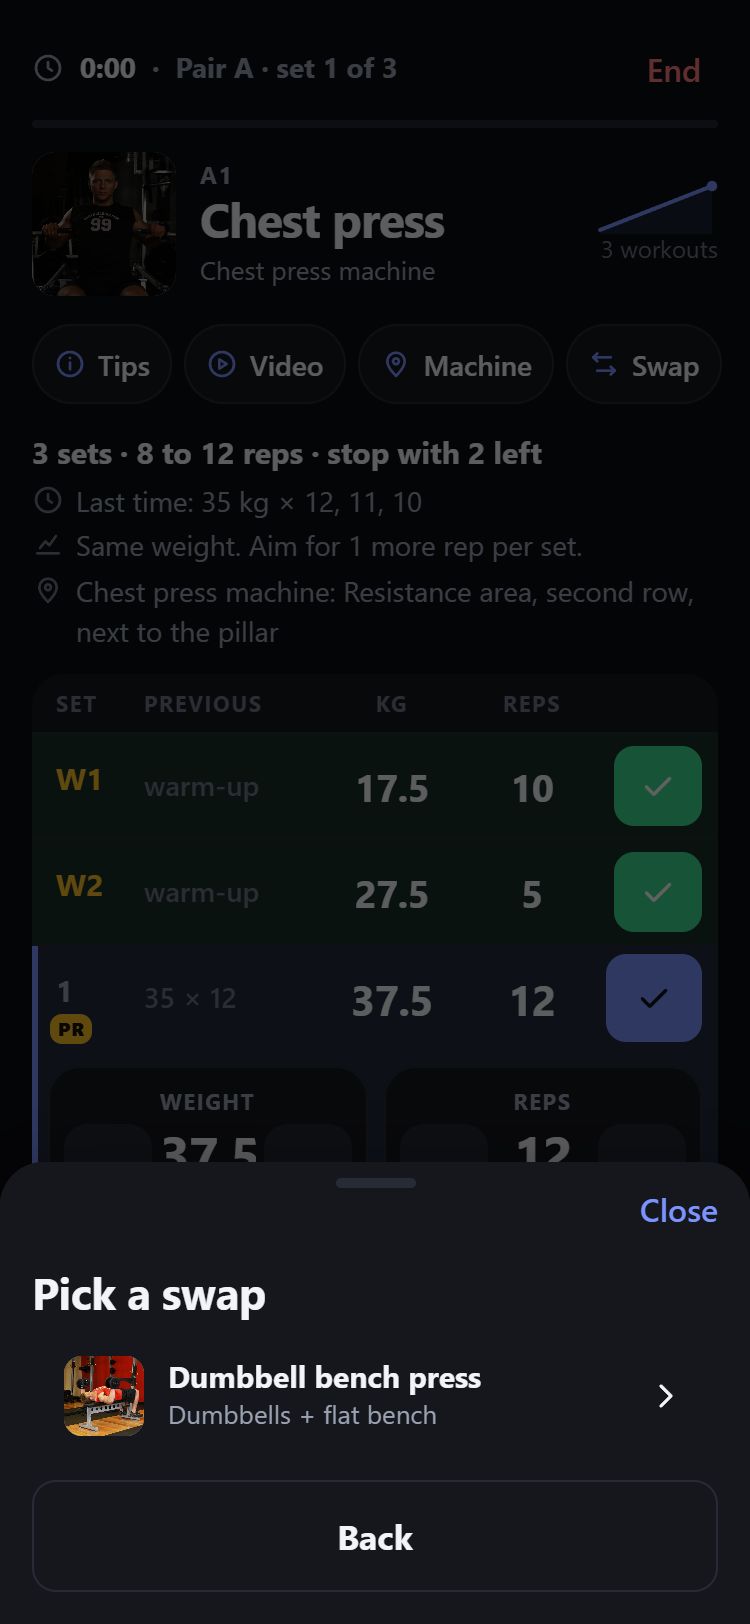 0:00 · Pair A · set 1 of 3
End
A1
Chest press
Chest press machine
3 workouts
99
Tips
Video
Machine
Swap
3 sets · 8 to 12 reps · stop with 2 left
Last time: 35 kg × 12, 11, 10
Same weight. Aim for 1 more rep per set.
Chest press machine: Resistance area, second row,
next to the pillar
SET PREVIOUS KG REPS
W1 warm-up 17.5 10
W2 warm-up 27.5 5
1 35 × 12 37.5 12
PR
WEIGHT REPS
37.5 12
Close
Pick a swap
Dumbbell bench press
Dumbbells + flat bench
Back